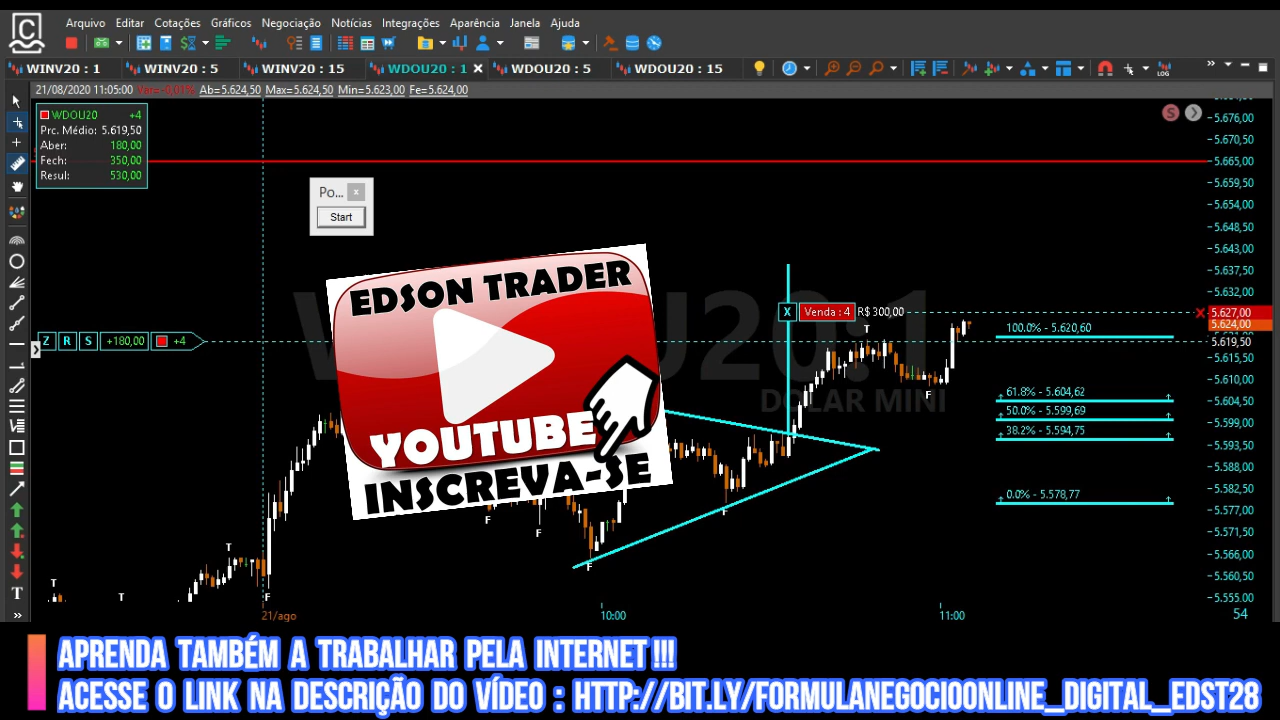 Arquivo Editar Cotações Gráficos Negociação Notícias Integrações Aparência Janela Ajuda
WINV20 : 1 WINV20 : 5 WINV20 : 15 WDOU20 : 1 WDOU20 : 5 WDOU20 : 15
LOG
21/08/2020 11:05:00 Var=-0,01% Ab=5.624,50 Max=5.624,50 Min=5.623,00 Fe=5.624,00
WDOU20 +4
Prc. Médio: 5.619,50
Aber: 180,00
Fech: 350,00
Resul: 530,00
S
Po... x
Start
5.676,00
5.670,50
5.665,00
5.659,50
5.654,00
5.648,50
5.643,00
5.637,50
5.632,00
5.627,00
5.624,00
5.619,50
5.615,50
5.610,00
5.604,50
5.599,00
5.593,50
5.588,00
5.582,50
5.577,00
5.571,50
5.566,00
5.560,50
5.555,00
EDSON TRADER
YOUTUBE
INSCREVA-SE
DOLAR MINI
X Venda : 4 R$ 300,00
Z R S +180,00 +4
100.0% - 5.620,60
61.8% - 5.604,62
50.0% - 5.599,69
38.2% - 5.594,75
0.0% - 5.578,77
T T T T F F F F F F
21/ago 10:00 11:00 54
APRENDA TAMBÉM A TRABALHAR PELA INTERNET!!!
ACESSE O LINK NA DESCRIÇÃO DO VÍDEO : HTTP://BIT.LY/FORMULANEGOCIOONLINE_DIGITAL_EDST28